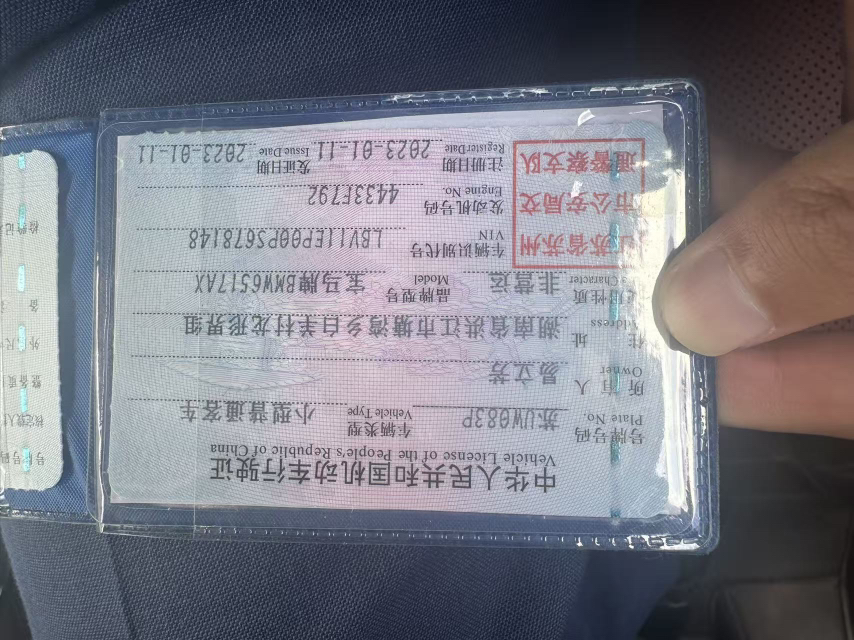 中华人民共和国机动车行驶证
Vehicle License of the People's Republic of China
号牌号码 苏UW083P 车辆类型 小型普通客车
Plate No. Vehicle Type
所有人 易立芳
Owner
住址 湖南省洪江市塘湾乡白羊村龙形界组
Address
使用性质 非营运 品牌型号 宝马牌BMW6517AX
Character Model
江苏省苏州
市公安局交
通警察支队
车辆识别代号 LBV11EP00PS678148
VIN
发动机号码 4433F792
Engine No.
注册日期 2023-01-11 发证日期 2023-01-11
Register Date Issue Date